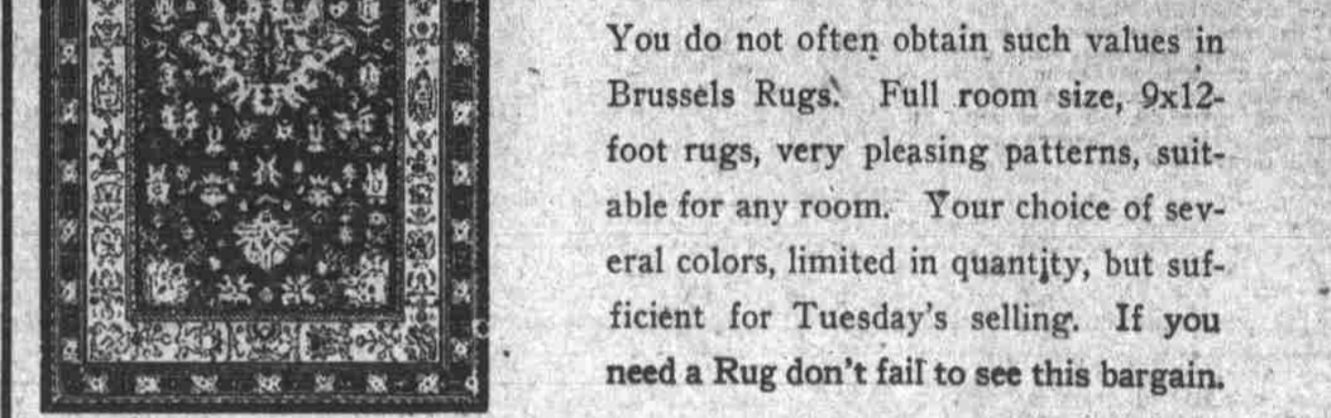 You do not often obtain such values in
Brussels Rugs. Full room size, 9x12-
foot rugs, very pleasing patterns, suit-
able for any room. Your choice of sev-
eral colors, limited in quantity, but suf-
ficient for Tuesday's selling. If you
need a Rug don't fail to see this bargain.